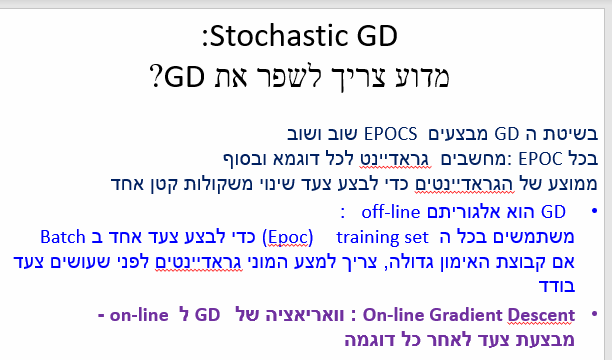 Stochastic GD:
מדוע צריך לשפר את GD?
בשיטת ה GD מבצעים EPOCS שוב ושוב
בכל EPOC: מחשבים גראדיינט לכל דוגמא ובסוף
ממוצע של הגראדיינטים כדי לבצע צעד שינוי משקולות קטן אחד
• GD הוא אלגוריתם off-line :
משתמשים בכל ה training set (Epoc) כדי לבצע צעד אחד ב Batch
אם קבוצת האימון גדולה, צריך למצע המוני גראדיינטים לפני שעושים צעד
בודד
• On-line Gradient Descent : וואריאציה של GD ל on-line -
מבצעת צעד לאחר כל דוגמה